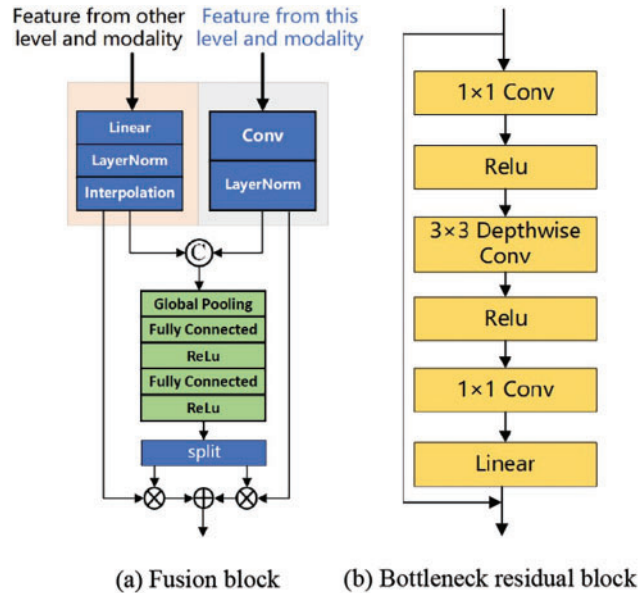 Feature from other
level and modality
Feature from this
level and modality
Linear
LayerNorm
Interpolation
Conv
LayerNorm
C
Global Pooling
Fully Connected
ReLu
Fully Connected
ReLu
split
(a) Fusion block
1×1 Conv
Relu
3×3 Depthwise
Conv
Relu
1×1 Conv
Linear
(b) Bottleneck residual block